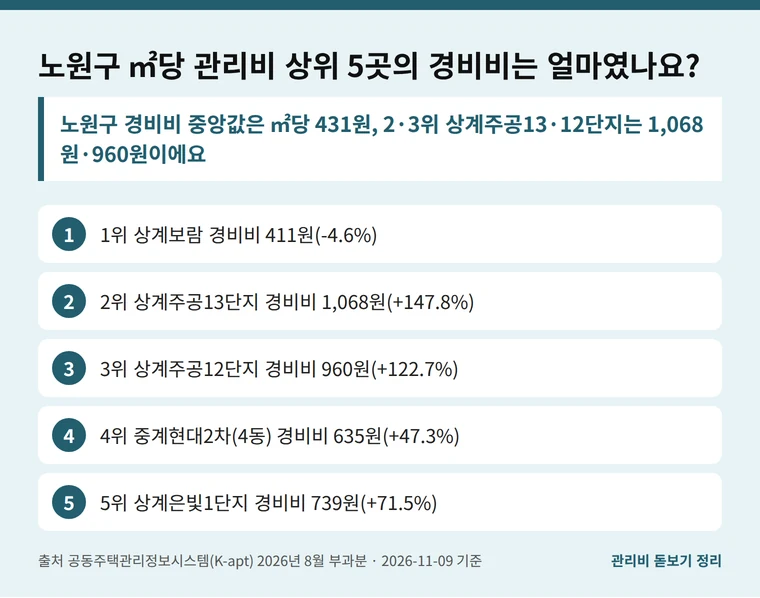 노원구 ㎡당 관리비 상위 5곳의 경비비는 얼마였나요?
노원구 경비비 중앙값은 ㎡당 431원, 2·3위 상계주공13·12단지는 1,068
원·960원이에요
1 1위 상계보람 경비비 411원(-4.6%)
2 2위 상계주공13단지 경비비 1,068원(+147.8%)
3 3위 상계주공12단지 경비비 960원(+122.7%)
4 4위 중계현대2차(4동) 경비비 635원(+47.3%)
5 5위 상계은빛1단지 경비비 739원(+71.5%)
출처 공동주택관리정보시스템(K-apt) 2026년 8월 부과분 · 2026-11-09 기준 관리비 돋보기 정리